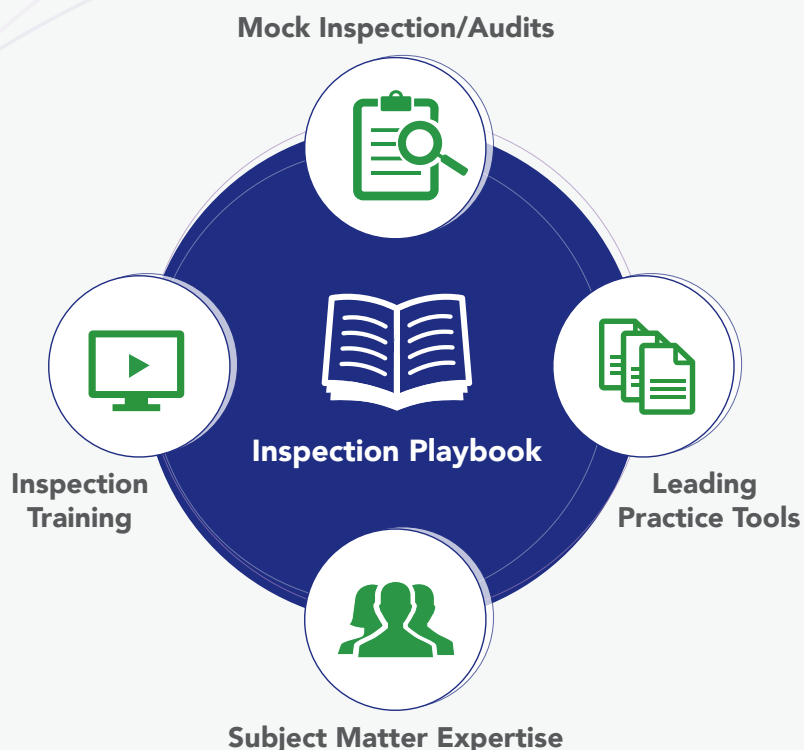 Mock Inspection/Audits
Inspection Playbook
Inspection
Training
Leading
Practice Tools
Subject Matter Expertise